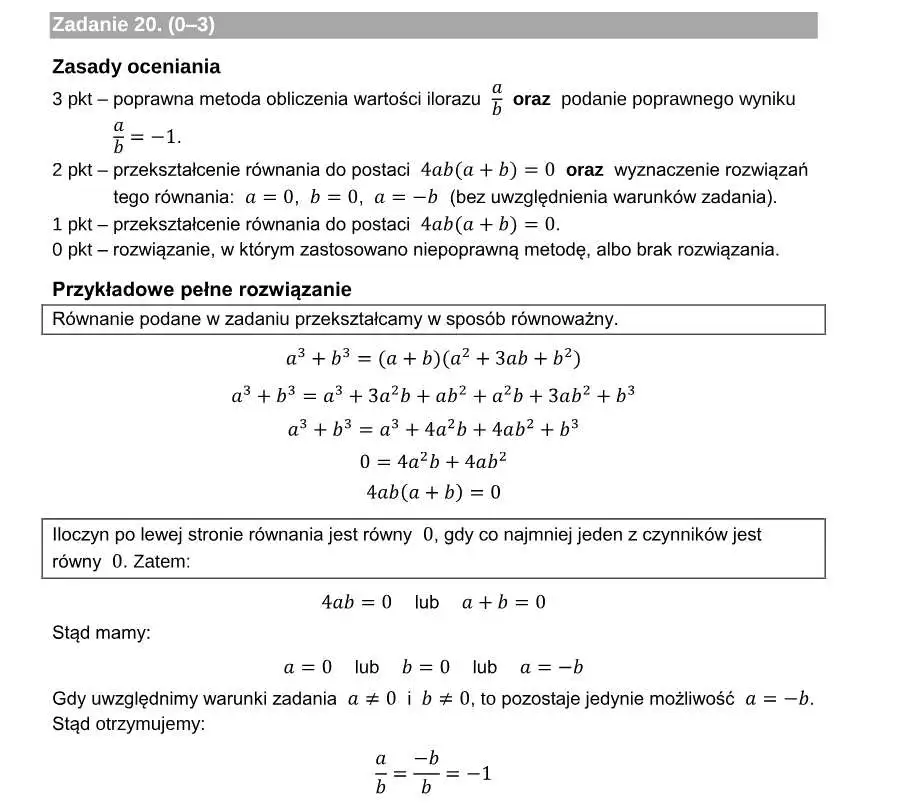 Zadanie 20. (0–3)
Zasady oceniania
3 pkt – poprawna metoda obliczenia wartości ilorazu a/b oraz podanie poprawnego wyniku
a/b = −1.
2 pkt – przekształcenie równania do postaci 4ab(a + b) = 0 oraz wyznaczenie rozwiązań
tego równania: a = 0, b = 0, a = −b (bez uwzględnienia warunków zadania).
1 pkt – przekształcenie równania do postaci 4ab(a + b) = 0.
0 pkt – rozwiązanie, w którym zastosowano niepoprawną metodę, albo brak rozwiązania.
Przykładowe pełne rozwiązanie
Równanie podane w zadaniu przekształcamy w sposób równoważny.
a³ + b³ = (a + b)(a² + 3ab + b²)
a³ + b³ = a³ + 3a²b + ab² + a²b + 3ab² + b³
a³ + b³ = a³ + 4a²b + 4ab² + b³
0 = 4a²b + 4ab²
4ab(a + b) = 0
Iloczyn po lewej stronie równania jest równy 0, gdy co najmniej jeden z czynników jest
równy 0. Zatem:
4ab = 0 lub a + b = 0
Stąd mamy:
a = 0 lub b = 0 lub a = −b
Gdy uwzględnimy warunki zadania a ≠ 0 i b ≠ 0, to pozostaje jedynie możliwość a = −b.
Stąd otrzymujemy:
a/b = −b/b = −1